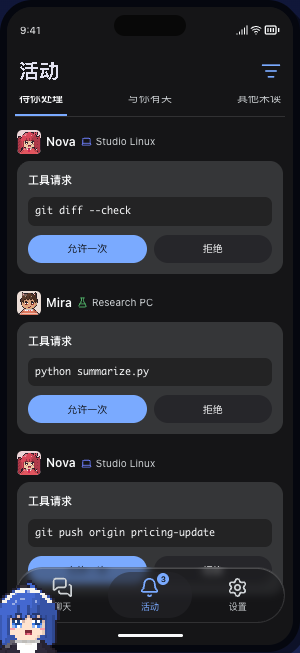 9:41
活动
待你处理 与你有关 其他未读
Nova Studio Linux
工具请求
git diff --check
允许一次 拒绝
Mira Research PC
工具请求
python summarize.py
允许一次 拒绝
Nova Studio Linux
工具请求
git push origin pricing-update
3
聊天 活动 设置